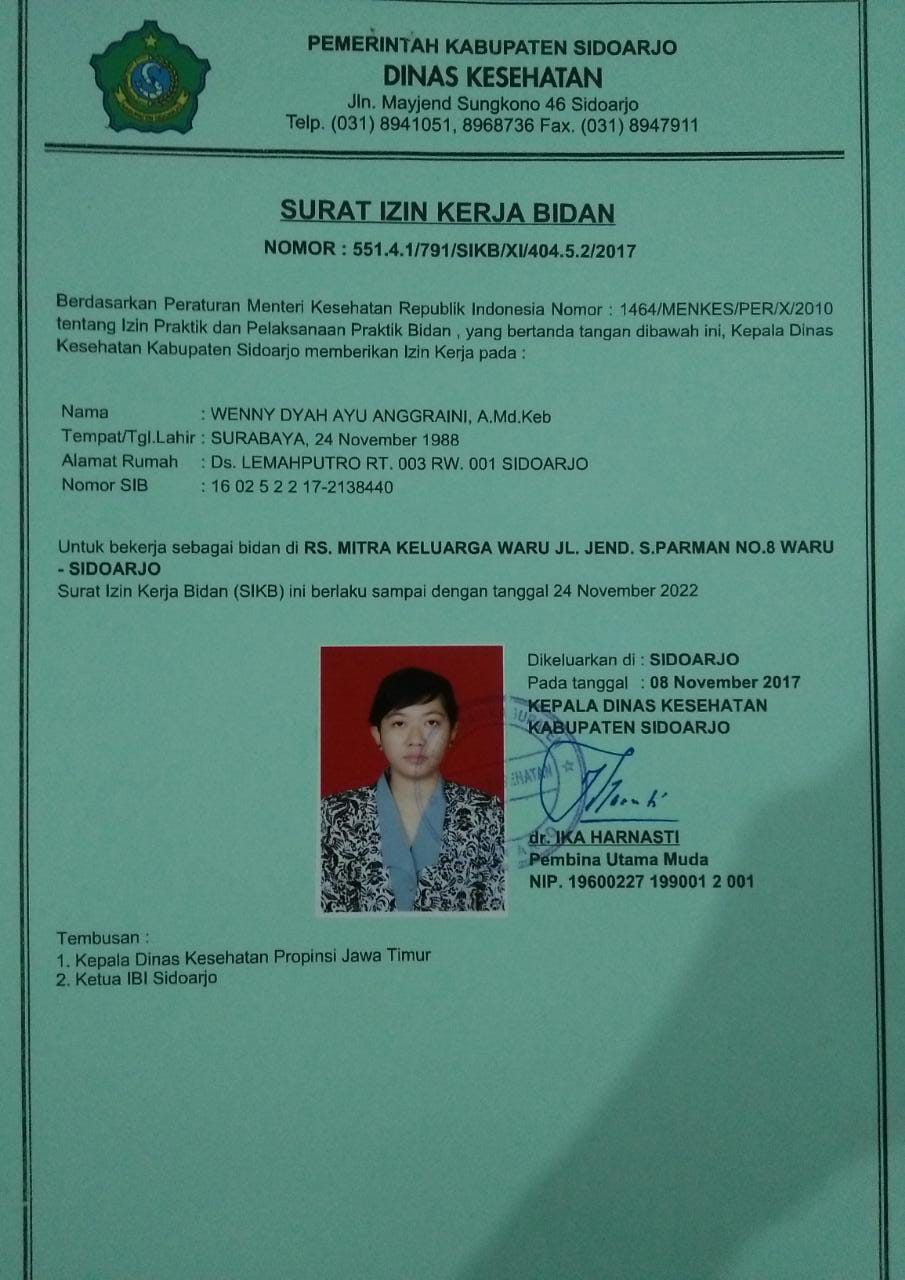 PEMERINTAH KABUPATEN SIDOARJO
DINAS KESEHATAN
Jln. Mayjend Sungkono 46 Sidoarjo
Telp. (031) 8941051, 8968736 Fax. (031) 8947911
SURAT IZIN KERJA BIDAN
NOMOR : 551.4.1/791/SIKB/XI/404.5.2/2017
Berdasarkan Peraturan Menteri Kesehatan Republik Indonesia Nomor : 1464/MENKES/PER/X/2010
tentang Izin Praktik dan Pelaksanaan Praktik Bidan , yang bertanda tangan dibawah ini, Kepala Dinas
Kesehatan Kabupaten Sidoarjo memberikan Izin Kerja pada :
Nama : WENNY DYAH AYU ANGGRAINI, A.Md.Keb
Tempat/Tgl.Lahir : SURABAYA, 24 November 1988
Alamat Rumah : Ds. LEMAHPUTRO RT. 003 RW. 001 SIDOARJO
Nomor SIB : 16 02 5 2 2 17-2138440
Untuk bekerja sebagai bidan di RS. MITRA KELUARGA WARU JL. JEND. S.PARMAN NO.8 WARU
- SIDOARJO
Surat Izin Kerja Bidan (SIKB) ini berlaku sampai dengan tanggal 24 November 2022
Dikeluarkan di : SIDOARJO
Pada tanggal : 08 November 2017
KEPALA DINAS KESEHATAN
KABUPATEN SIDOARJO
dr. IKA HARNASTI
Pembina Utama Muda
NIP. 19600227 199001 2 001
Tembusan :
1. Kepala Dinas Kesehatan Propinsi Jawa Timur
2. Ketua IBI Sidoarjo